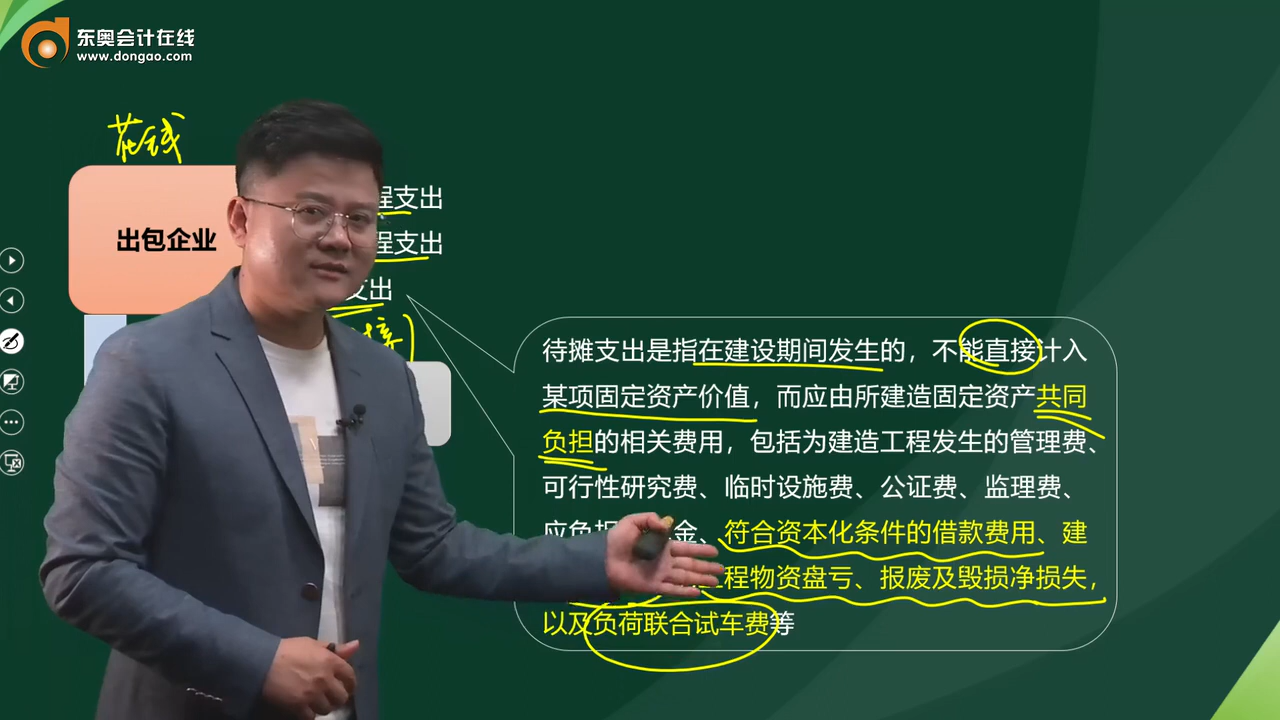 东奥会计在线
www.dongao.com
花钱
出包企业
程支出
程支出
支出
待摊支出是指在建设期间发生的，不能直接计入
某项固定资产价值，而应由所建造固定资产共同
负担的相关费用，包括为建造工程发生的管理费、
可行性研究费、临时设施费、公证费、监理费、
应负担 金、符合资本化条件的借款费用、建
工程物资盘亏、报废及毁损净损失，
以及负荷联合试车费等